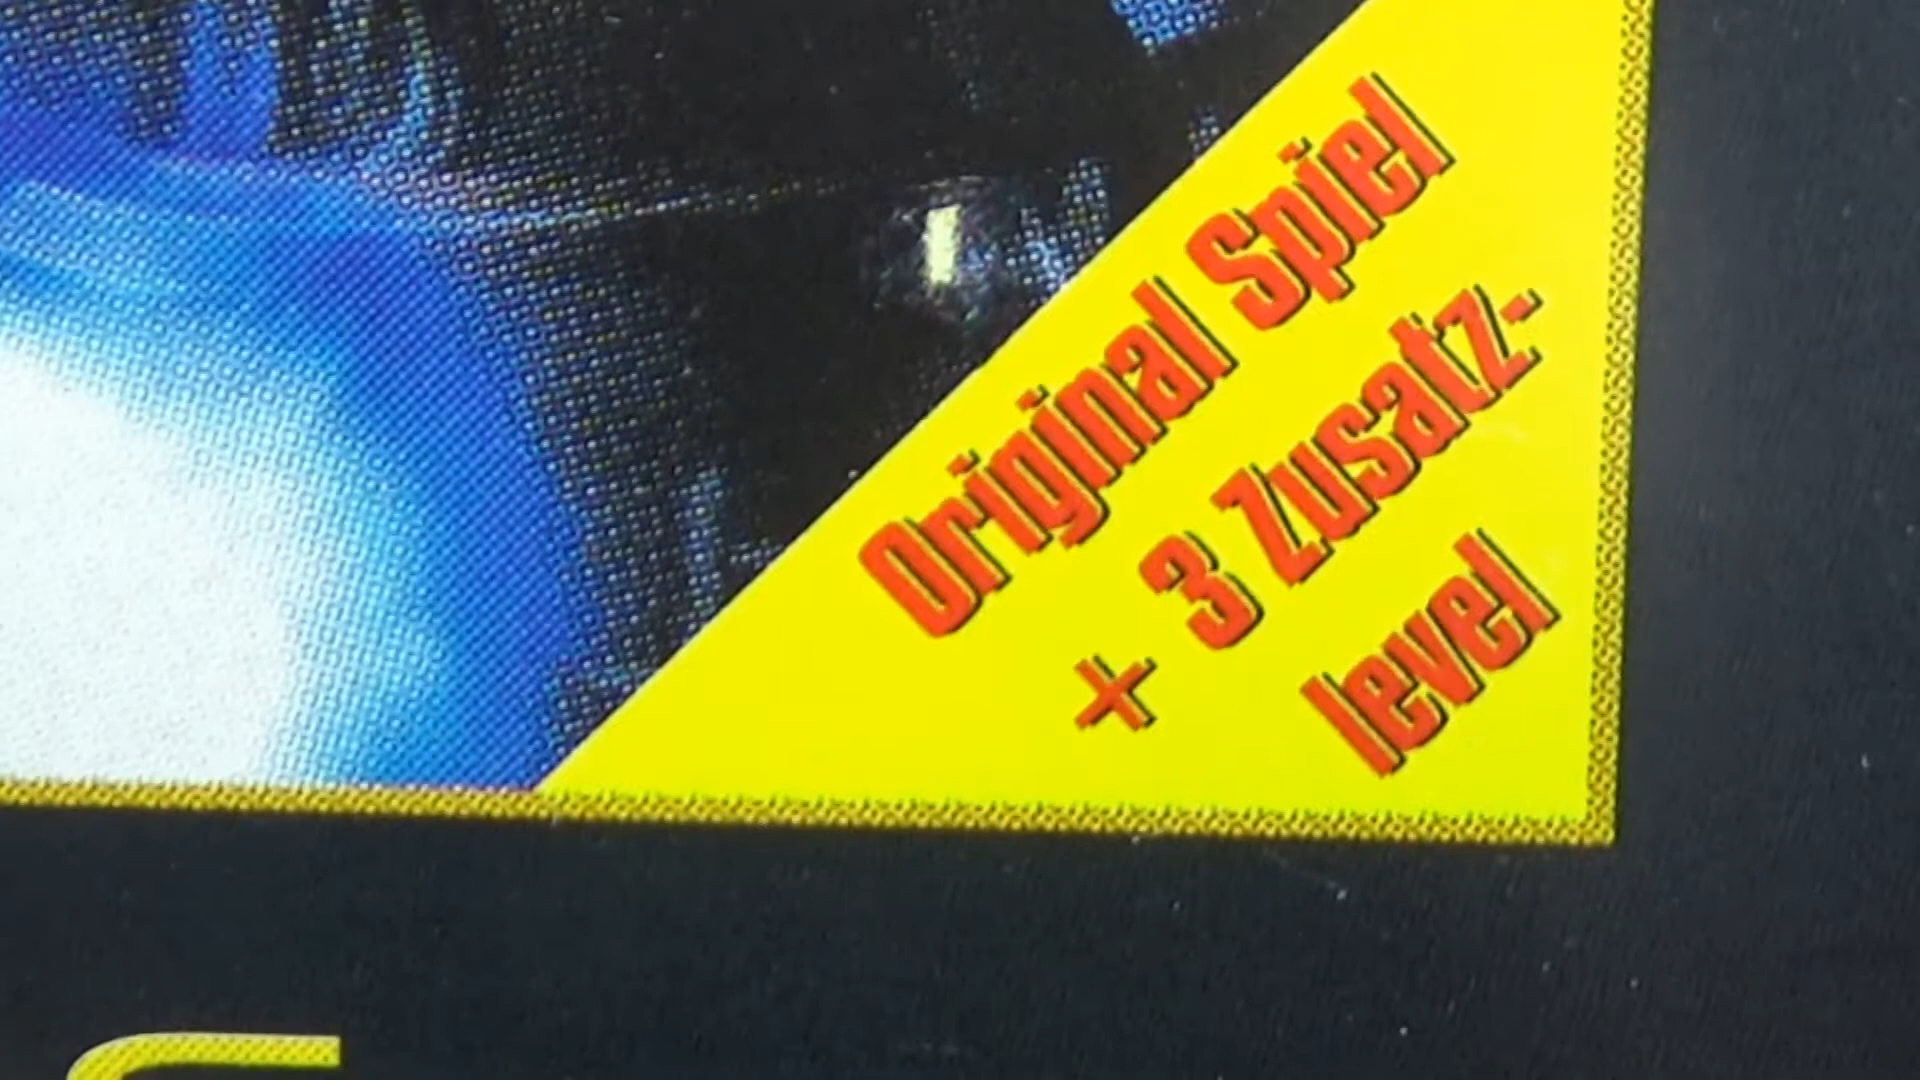 Original Spiel
+ 3 Zusatz-
level